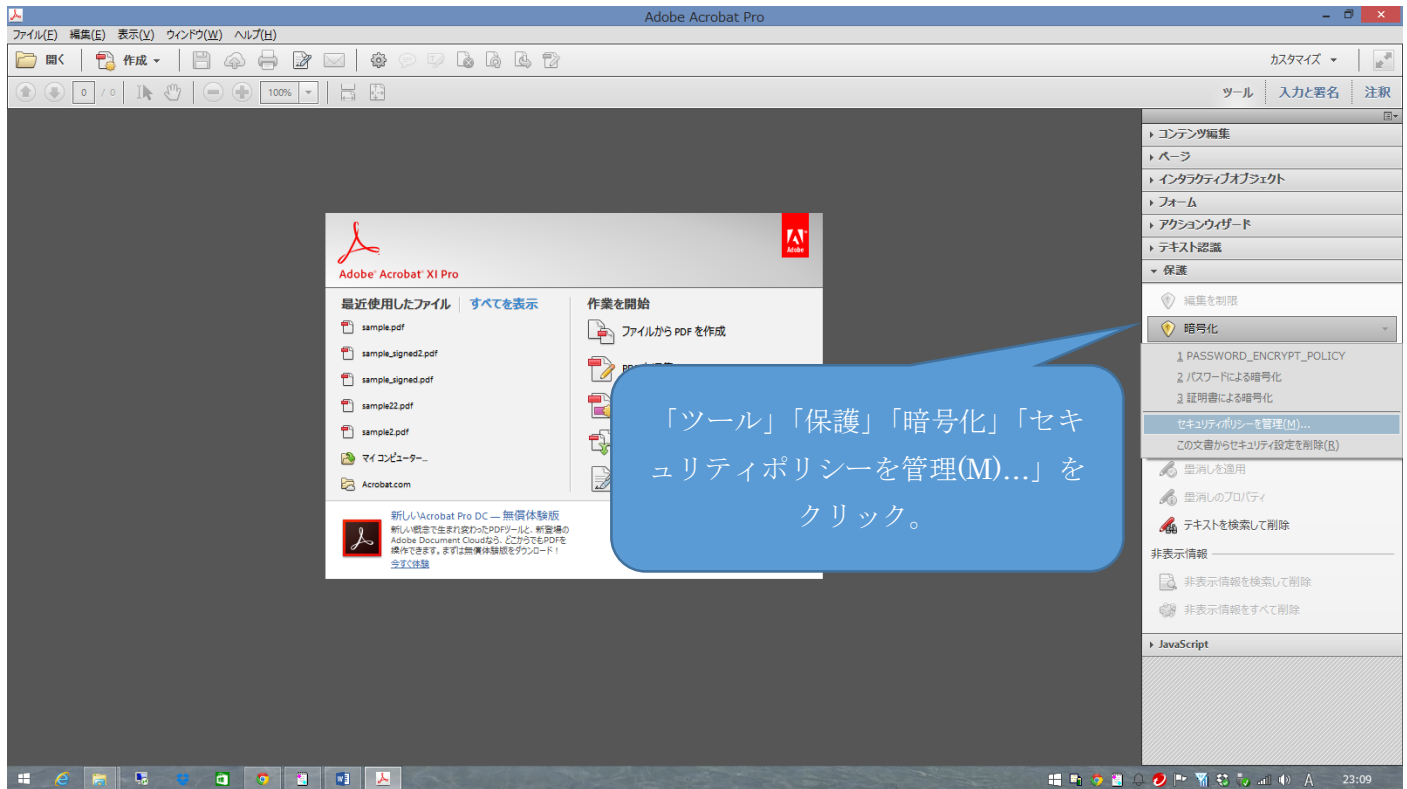 Adobe Acrobat Pro
ファイル(F) 編集(E) 表示(V) ウィンドウ(W) ヘルプ(H)
開く 作成 カスタマイズ
0 / 0 100% ツール 入力と署名 注釈
コンテンツ編集
ページ
インタラクティブオブジェクト
フォーム
アクションウィザード
テキスト認識
保護
編集を制限
暗号化
1 PASSWORD_ENCRYPT_POLICY
2 パスワードによる暗号化
3 証明書による暗号化
セキュリティポリシーを管理(M)...
この文書からセキュリティ設定を削除(R)
墨消しを適用
墨消しのプロパティ
テキストを検索して削除
非表示情報
非表示情報を検索して削除
非表示情報をすべて削除
JavaScript
Adobe
Adobe® Acrobat® XI Pro
最近使用したファイル すべてを表示
sample.pdf
sample_signed2.pdf
sample_signed.pdf
sample22.pdf
sample2.pdf
マイ コンピューター...
Acrobat.com
作業を開始
ファイルから PDF を作成
新しいAcrobat Pro DC — 無償体験版
新しい概念で生まれ変わったPDFツールと、新登場の
Adobe Document Cloudなら、どこからでもPDFを
操作できます。まずは無償体験版をダウンロード！
今すぐ体験
「ツール」「保護」「暗号化」「セキ
ュリティポリシーを管理(M)...」を
クリック。
A 23:09